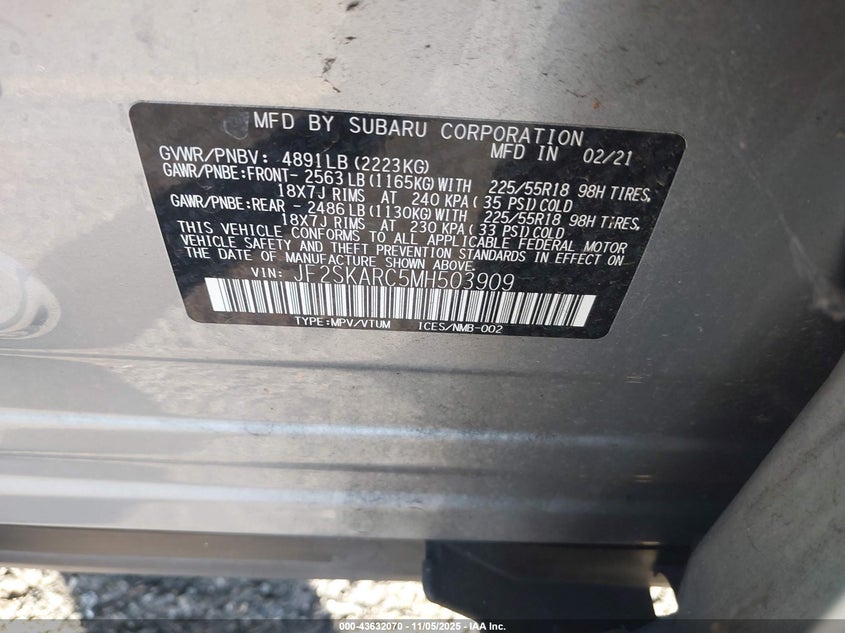 MFD BY SUBARU CORPORATION
GVWR/PNBV: 4891LB(2223KG) MFD IN 02/21
GAWR/PNBE:FRONT- 2563LB(1165KG)WITH 225/55R18 98H TIRES,
18X7J RIMS AT 240 KPA( 35 PSI)COLD
GAWR/PNBE:REAR - 2486LB(1130KG)WITH 225/55R18 98H TIRES,
18X7J RIMS AT 230 KPA( 33 PSI)COLD
THIS VEHICLE CONFORMS TO ALL APPLICABLE FEDERAL MOTOR
VEHICLE SAFETY AND THEFT PREVENTION STANDARDS IN EFFECT ON
THE DATE OF MANUFACTURE SHOWN ABOVE.
VIN: JF2SKARC5MH503909
TYPE:MPV/VTUM ICES/NMB-002
000-43632070 — 11/05/2025 — IAA Inc.